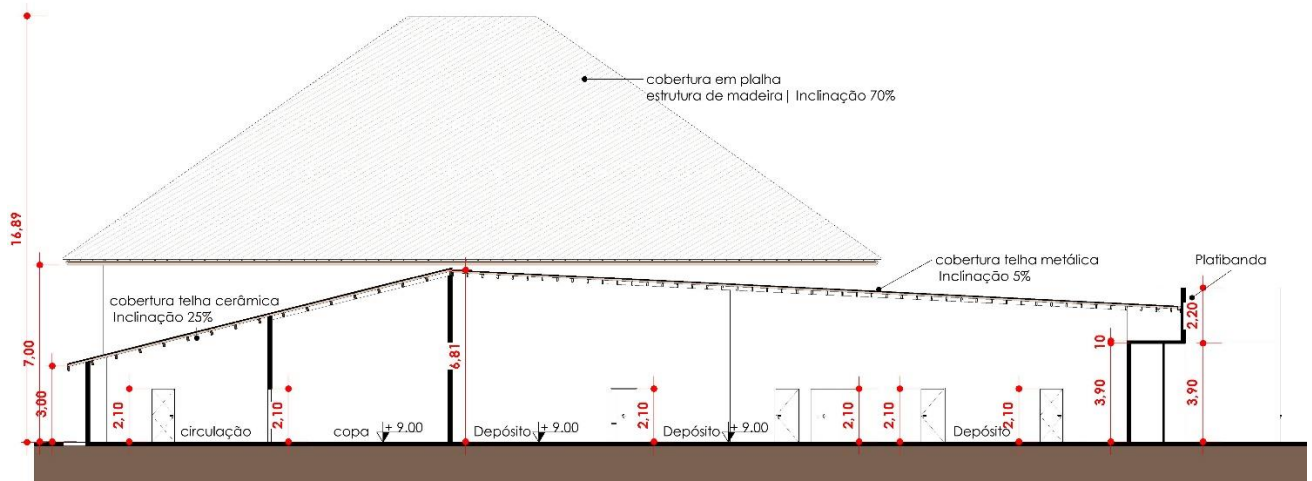 cobertura em plalha
estrutura de madeira| Inclinação 70%
16,89
cobertura telha metálica
Inclinação 5%
Platibanda
cobertura telha cerâmica
Inclinação 25%
2,20
7,00
6,81
10
3,00
3,90
3,90
2,10
2,10
2,10
2,10
2,10
2,10
circulação
copa
+ 9.00
Depósito
+ 9.00
Depósito
+ 9.00
Depósito